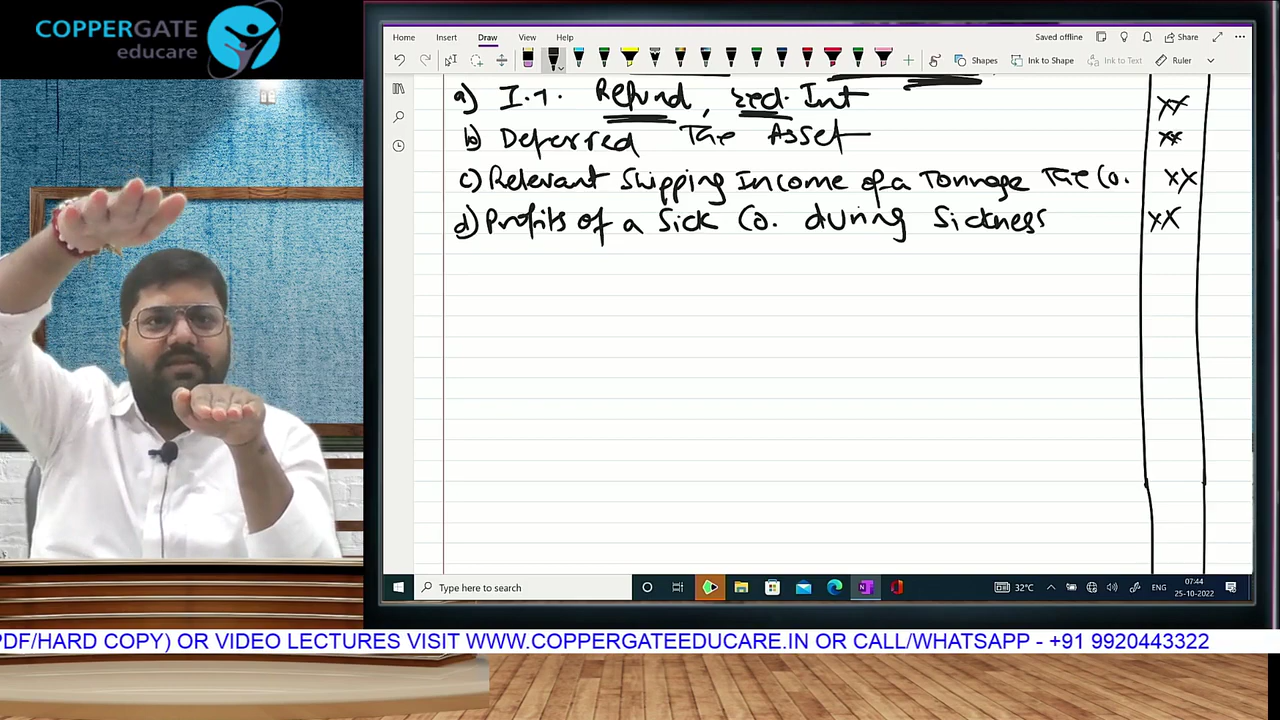 COPPERGATE
educare
Home Insert Draw View Help
Saved offline
Share
Shapes
Ink to Shape
Ink to Text
Ruler
a) I.T. Refund, red. Int XX
b) Deferred Tax Asset XX
c) Relevant Shipping Income of a Tonnage Tax Co. XX
d) Profits of a Sick Co. during Sickness XX
Type here to search
32°C
ENG
07:44
25-10-2022
PDF/HARD COPY) OR VIDEO LECTURES VISIT WWW.COPPERGATEEDUCARE.IN OR CALL/WHATSAPP - +91 9920443322